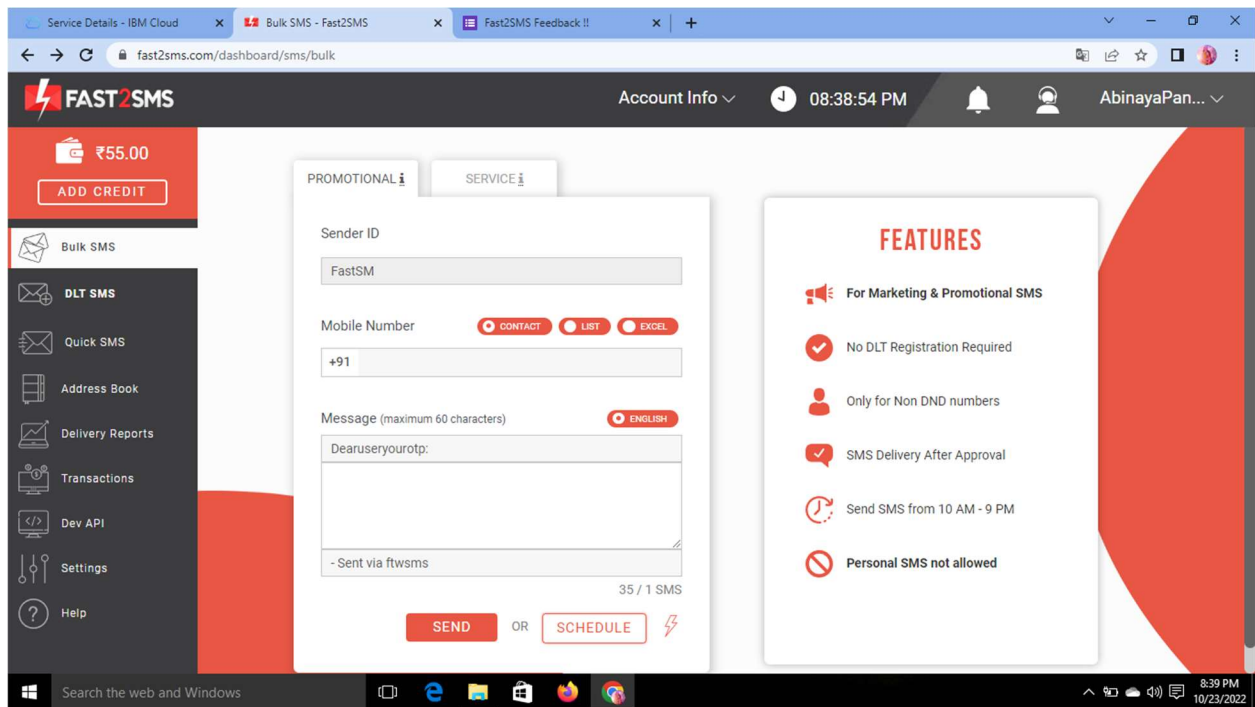 Service Details - IBM Cloud
Bulk SMS - Fast2SMS
Fast2SMS Feedback !!
fast2sms.com/dashboard/sms/bulk
FAST2SMS
Account Info
08:38:54 PM
AbinayaPan...
₹55.00
ADD CREDIT
Bulk SMS
DLT SMS
Quick SMS
Address Book
Delivery Reports
Transactions
Dev API
Settings
Help
PROMOTIONAL i
SERVICE i
Sender ID
FastSM
Mobile Number
CONTACT
LIST
EXCEL
+91
Message (maximum 60 characters)
ENGLISH
Dearuseryourotp:
- Sent via ftwsms
35 / 1 SMS
SEND
OR
SCHEDULE
FEATURES
For Marketing & Promotional SMS
No DLT Registration Required
Only for Non DND numbers
SMS Delivery After Approval
Send SMS from 10 AM - 9 PM
Personal SMS not allowed
Search the web and Windows
8:39 PM
10/23/2022